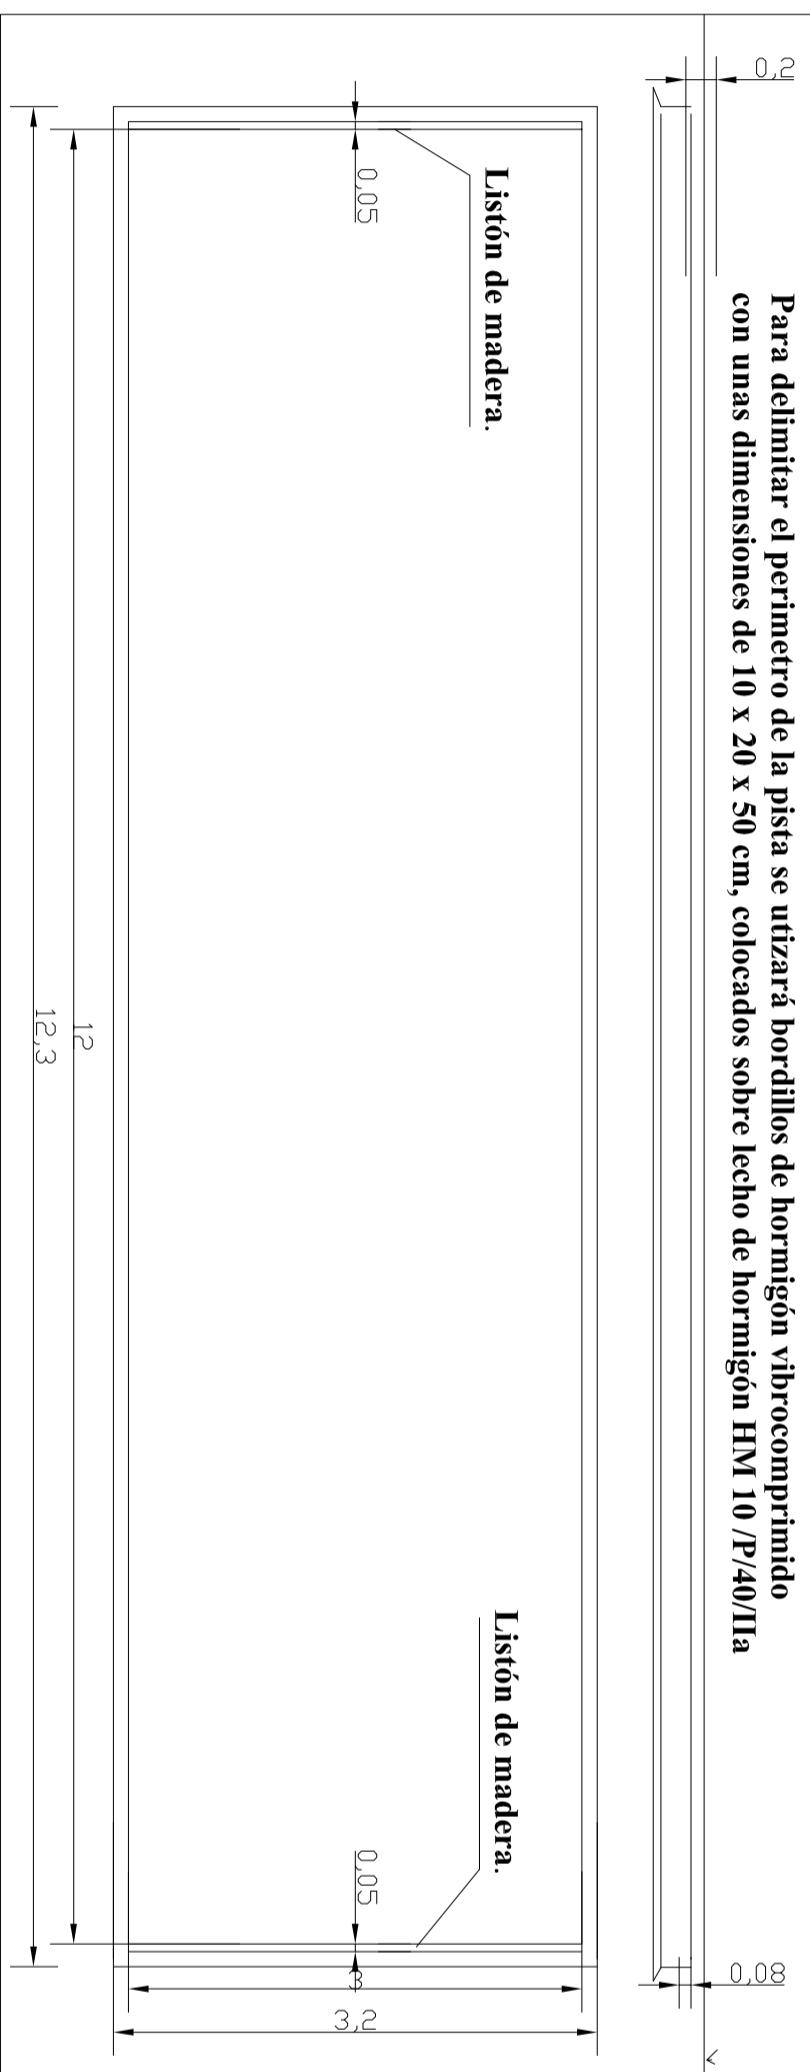 Para delimitar el perimetro de la pista se utizará bordillos de hormigón vibrocomprimido
con unas dimensiones de 10 x 20 x 50 cm, colocados sobre lecho de hormigón HM 10 /P/40/IIa
0,2
0,08
Listón de madera.
Listón de madera.
0,05
0,05
3
3,2
12
12,3